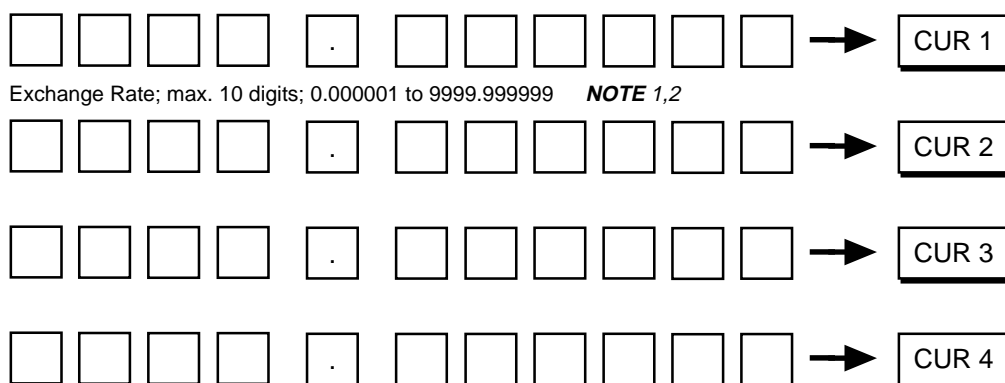 . CUR 1
Exchange Rate; max. 10 digits; 0.000001 to 9999.999999 NOTE 1,2
. CUR 2
. CUR 3
. CUR 4